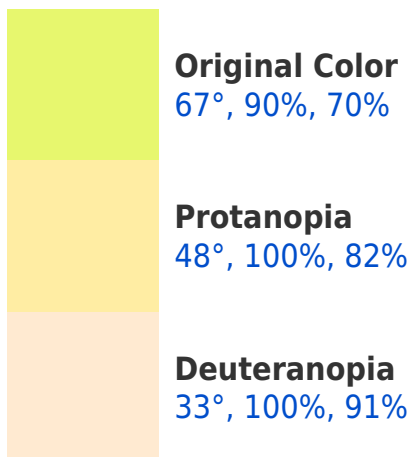 Original Color
67°, 90%, 70%
Protanopia
48°, 100%, 82%
Deuteranopia
33°, 100%, 91%